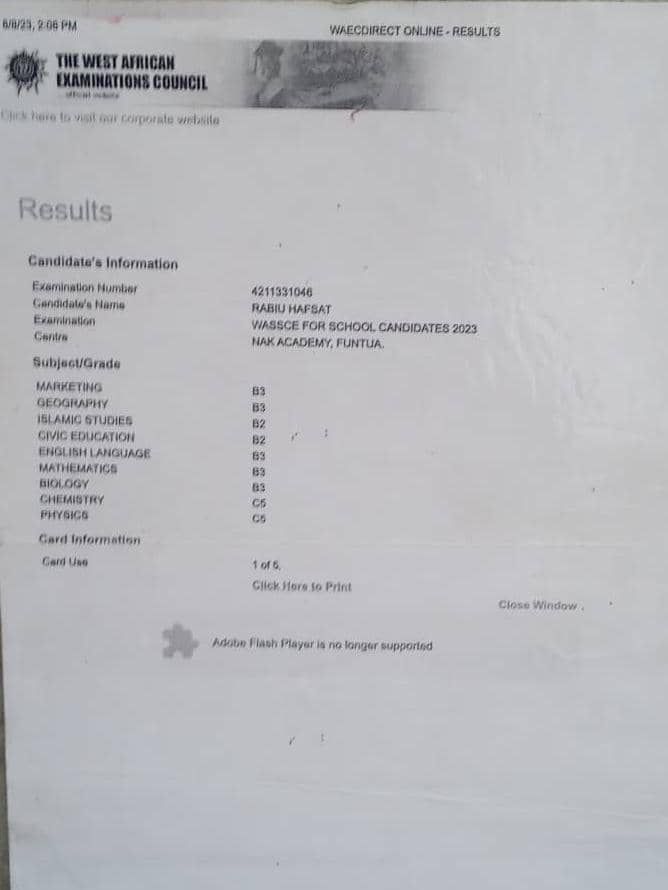 6/8/23, 2:06 PM
WAECDIRECT ONLINE - RESULTS
THE WEST AFRICAN
EXAMINATIONS COUNCIL
official website
Click here to visit our corporate website
Results
Candidate's Information
Examination Number 4211331046
Candidate's Name RABIU HAFSAT
Examination WASSCE FOR SCHOOL CANDIDATES 2023
Centre NAK ACADEMY, FUNTUA.
Subject/Grade
MARKETING B3
GEOGRAPHY B3
ISLAMIC STUDIES B2
CIVIC EDUCATION B2
ENGLISH LANGUAGE B3
MATHEMATICS B3
BIOLOGY B3
CHEMISTRY C5
PHYSICS C5
Card Information
Card Use 1 of 5.
Click Here to Print
Close Window .
Adobe Flash Player is no longer supported